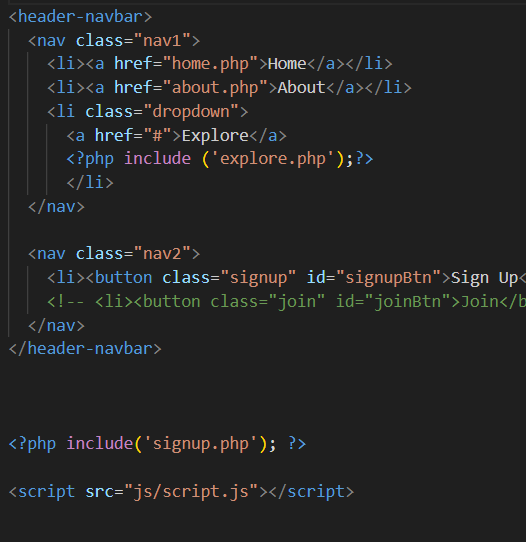 <header-navbar>
<nav class="nav1">
<li><a href="home.php">Home</a></li>
<li><a href="about.php">About</a></li>
<li class="dropdown">
<a href="#">Explore</a>
<?php include ('explore.php');?>
</li>
</nav>
<nav class="nav2">
<li><button class="signup" id="signupBtn">Sign Up<
<!-- <li><button class="join" id="joinBtn">Join</b
</nav>
</header-navbar>
<?php include('signup.php'); ?>
<script src="js/script.js"></script>